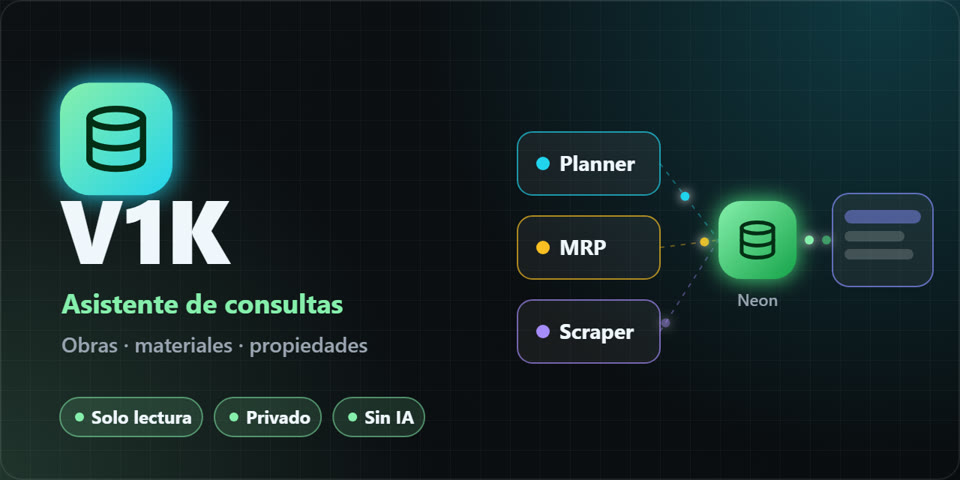 V1K
Asistente de consultas
Obras · materiales · propiedades
Solo lectura
Privado
Sin IA
Planner
MRP
Scraper
Neon